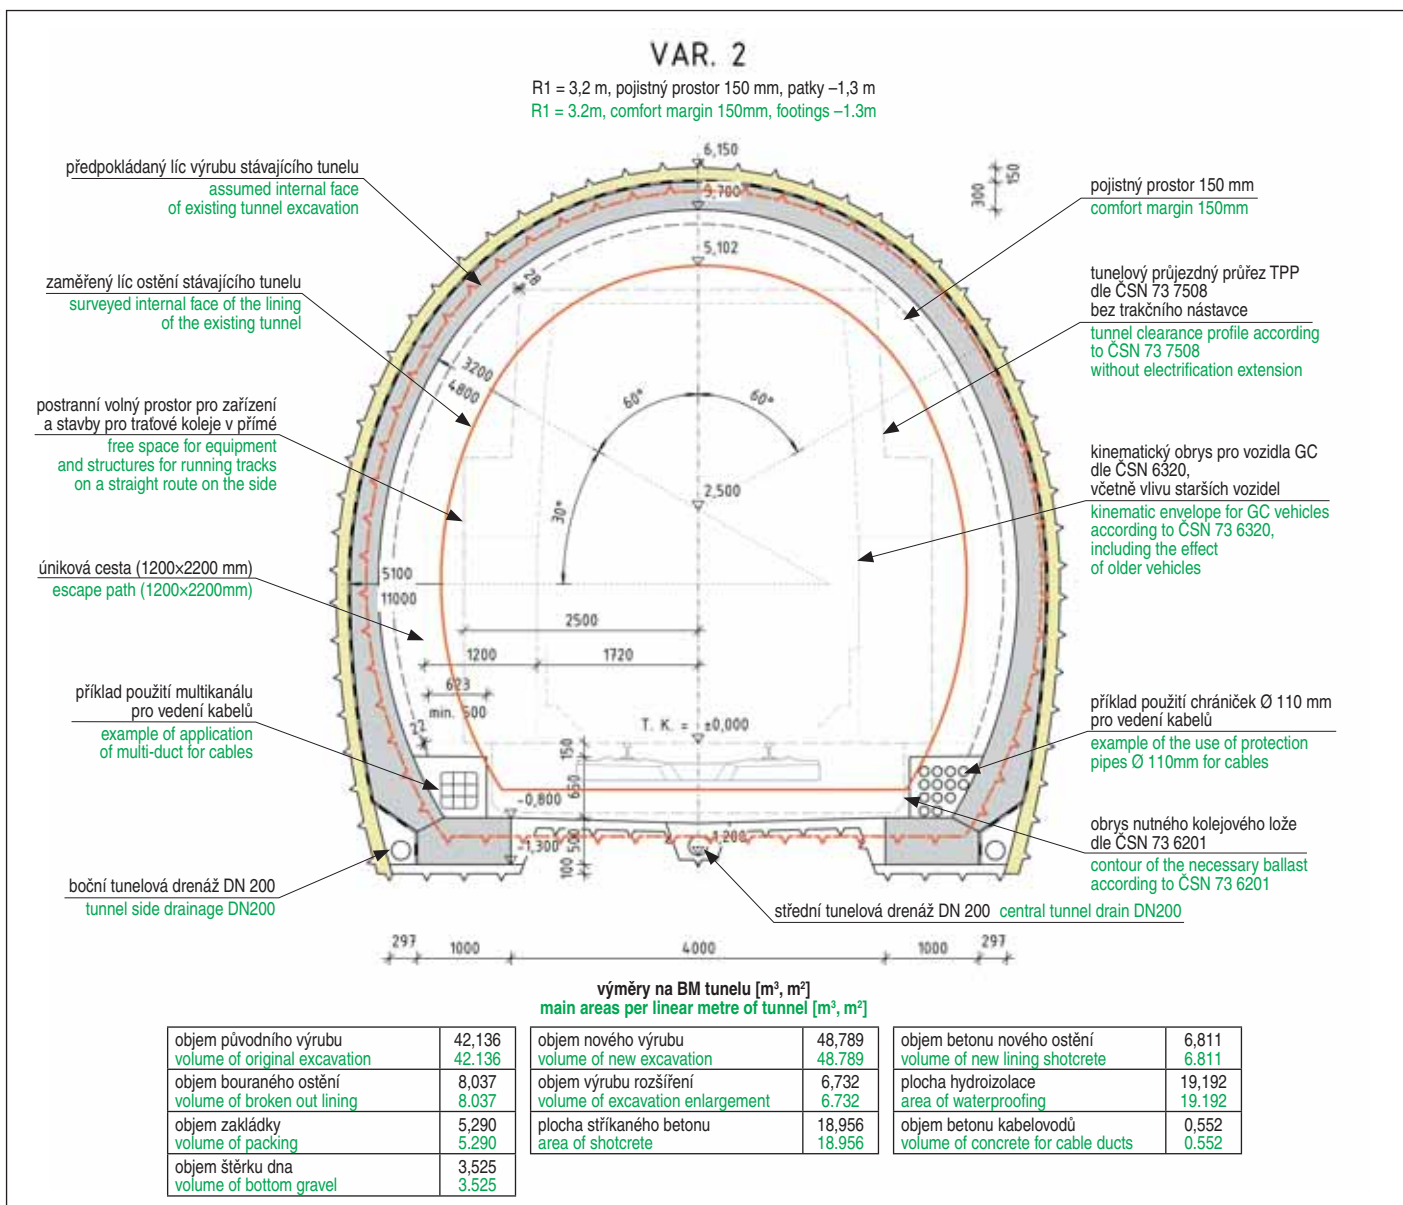 VAR. 2
R1 = 3,2 m, pojistný prostor 150 mm, patky –1,3 m
R1 = 3.2m, comfort margin 150mm, footings –1.3m
předpokládaný líc výrubu stávajícího tunelu
assumed internal face
of existing tunnel excavation
zaměřený líc ostění stávajícího tunelu
surveyed internal face of the lining
of the existing tunnel
postranní volný prostor pro zařízení
a stavby pro traťové koleje v přímé
free space for equipment
and structures for running tracks
on a straight route on the side
úniková cesta (1200×2200 mm)
escape path (1200×2200mm)
příklad použití multikanálu
pro vedení kabelů
example of application
of multi-duct for cables
boční tunelová drenáž DN 200
tunnel side drainage DN200
6,150
5,700
5,102
300
150
28
3200
4800
60°
60°
30°
2,500
5100
11000
2500
1200
1720
623
min. 500
22
T. K. = ±0,000
150
650
-0,800
-1,300
-1,200
500
100
297
1000
4000
1000
297
pojistný prostor 150 mm
comfort margin 150mm
tunelový průjezdný průřez TPP
dle ČSN 73 7508
bez trakčního nástavce
tunnel clearance profile according
to ČSN 73 7508
without electrification extension
kinematický obrys pro vozidla GC
dle ČSN 6320,
včetně vlivu starších vozidel
kinematic envelope for GC vehicles
according to ČSN 73 6320,
including the effect
of older vehicles
příklad použití chrániček Ø 110 mm
pro vedení kabelů
example of the use of protection
pipes Ø 110mm for cables
obrys nutného kolejového lože
dle ČSN 73 6201
contour of the necessary ballast
according to ČSN 73 6201
střední tunelová drenáž DN 200 central tunnel drain DN200
výměry na BM tunelu [m³, m²]
main areas per linear metre of tunnel [m³, m²]
objem původního výrubu 42,136
volume of original excavation 42.136
objem bouraného ostění 8,037
volume of broken out lining 8.037
objem zakládky 5,290
volume of packing 5.290
objem štěrku dna 3,525
volume of bottom gravel 3.525
objem nového výrubu 48,789
volume of new excavation 48.789
objem výrubu rozšíření 6,732
volume of excavation enlargement 6.732
plocha stříkaného betonu 18,956
area of shotcrete 18.956
objem betonu nového ostění 6,811
volume of new lining shotcrete 6.811
plocha hydroizolace 19,192
area of waterproofing 19.192
objem betonu kabelovodů 0,552
volume of concrete for cable ducts 0.552